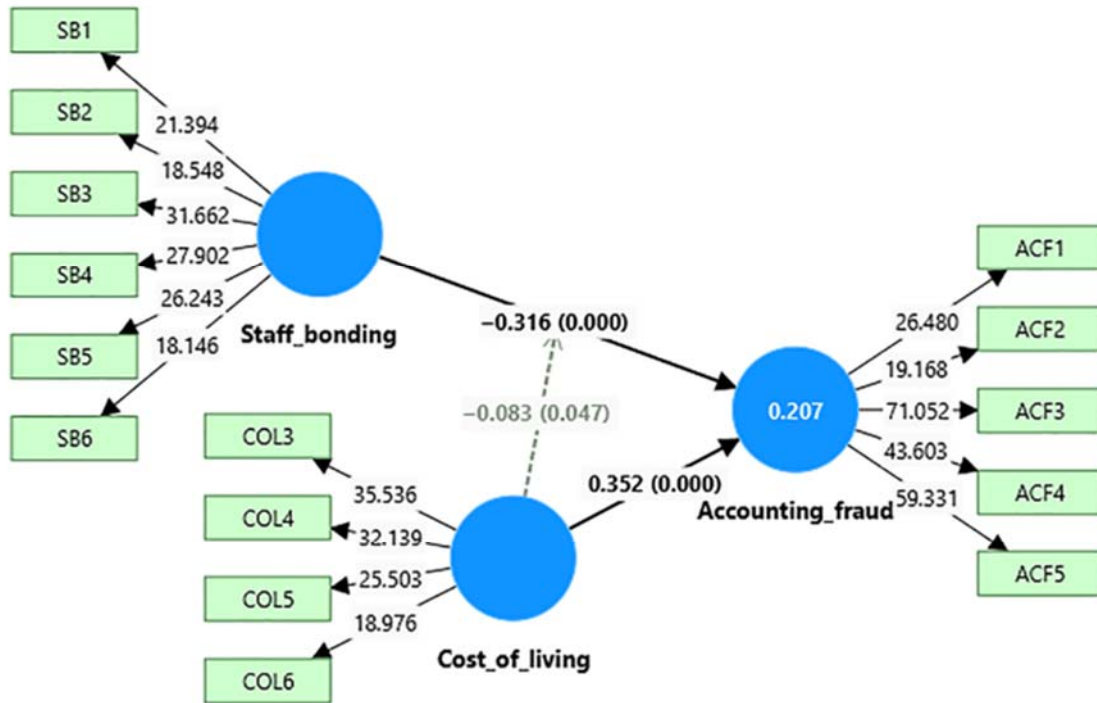 SB1
SB2
SB3
SB4
SB5
SB6
21.394
18.548
31.662
27.902
26.243
18.146
Staff_bonding
−0.316 (0.000)
−0.083 (0.047)
0.352 (0.000)
COL3
COL4
COL5
COL6
35.536
32.139
25.503
18.976
Cost_of_living
0.207
Accounting_fraud
26.480
19.168
71.052
43.603
59.331
ACF1
ACF2
ACF3
ACF4
ACF5